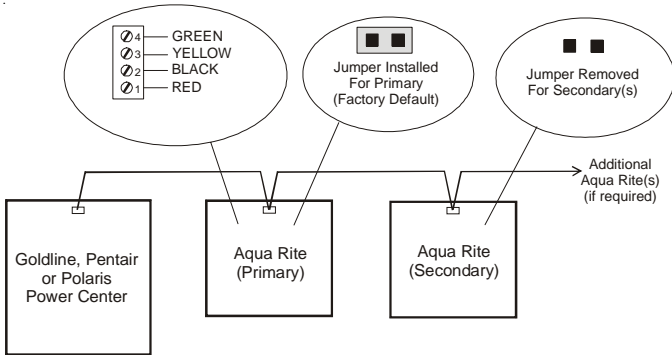 4 GREEN
3 YELLOW
2 BLACK
1 RED
Jumper Installed
For Primary
(Factory Default)
Jumper Removed
For Secondary(s)
Additional
Aqua Rite(s)
(if required)
Goldline, Pentair
or Polaris
Power Center
Aqua Rite
(Primary)
Aqua Rite
(Secondary)